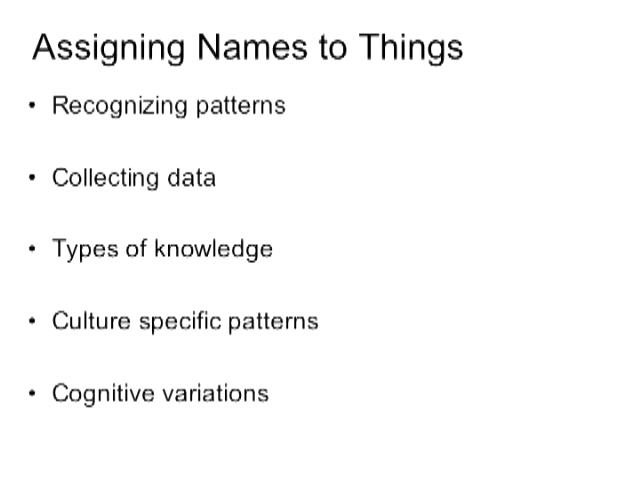 Assigning Names to Things
• Recognizing patterns
• Collecting data
• Types of knowledge
• Culture specific patterns
• Cognitive variations